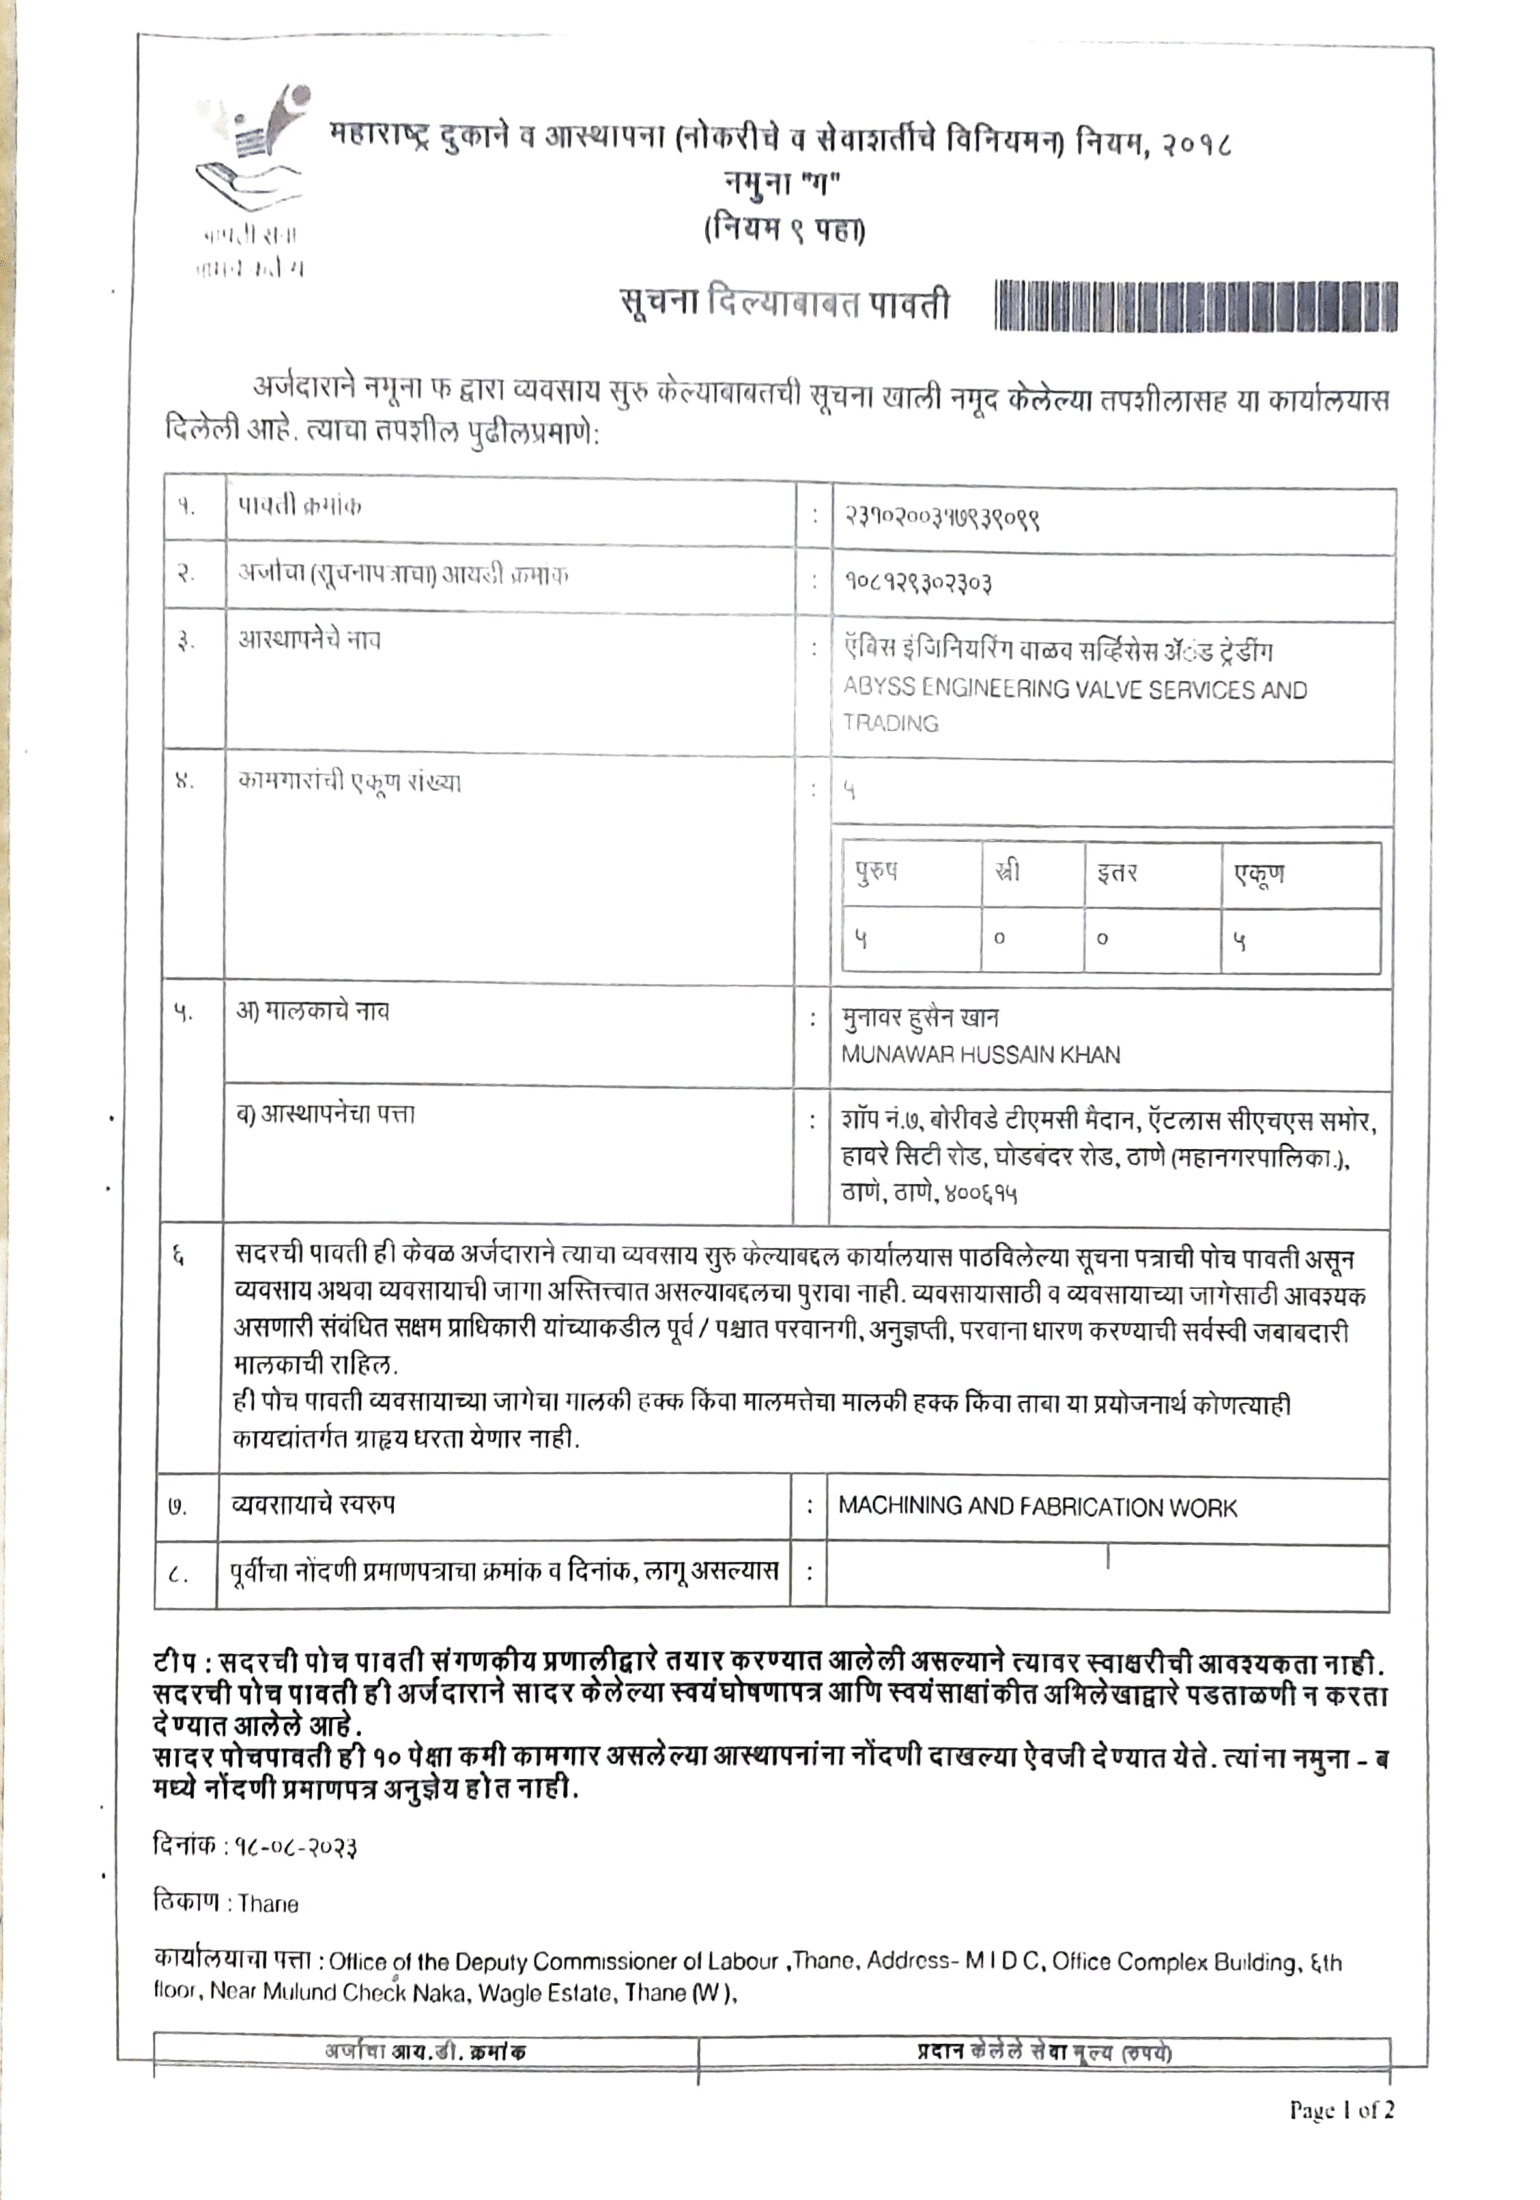 महाराष्ट्र दुकाने व आस्थापना (नोकरीचे व सेवाशर्तीचे विनियमन) नियम, २०१८
नमुना "ग"
(नियम ९ पहा)
सूचना दिल्याबाबत पावती
अर्जदाराने नमूना फ द्वारा व्यवसाय सुरु केल्याबाबतची सूचना खाली नमूद केलेल्या तपशीलासह या कार्यालयास
दिलेली आहे. त्याचा तपशील पुढीलप्रमाणे:
१. पावती क्रमांक : २३१०२००३१७९३९०९९
२. अर्जाचा (सूचनापत्राचा) आयडी क्रमांक : १०८१२९३०२३०३
३. आस्थापनेचे नाव : ऍबिस इंजिनियरिंग वाळव सर्व्हिसेस ॲंड ट्रेडींग
ABYSS ENGINEERING VALVE SERVICES AND
TRADING
४. कामगारांची एकूण संख्या : ५
पुरुष स्त्री इतर एकूण
५ ० ० ५
५. अ) मालकाचे नाव : मुनावर हुसैन खान
MUNAWAR HUSSAIN KHAN
ब) आस्थापनेचा पत्ता : शॉप नं.७, बोरीवडे टीएमसी मैदान, ऍटलास सीएचएस समोर,
हावरे सिटी रोड, घोडबंदर रोड, ठाणे (महानगरपालिका.),
ठाणे, ठाणे, ४००६१५
६ सदरची पावती ही केवळ अर्जदाराने त्याचा व्यवसाय सुरु केल्याबद्दल कार्यालयास पाठविलेल्या सूचना पत्राची पोच पावती असून
व्यवसाय अथवा व्यवसायाची जागा अस्तित्त्वात असल्याबद्दलचा पुरावा नाही. व्यवसायासाठी व व्यवसायाच्या जागेसाठी आवश्यक
असणारी संबंधित सक्षम प्राधिकारी यांच्याकडील पूर्व / पश्चात परवानगी, अनुज्ञप्ती, परवाना धारण करण्याची सर्वस्वी जबाबदारी
मालकाची राहिल.
ही पोच पावती व्यवसायाच्या जागेचा मालकी हक्क किंवा मालमत्तेचा मालकी हक्क किंवा ताबा या प्रयोजनार्थ कोणत्याही
कायद्यांतर्गत ग्राह्य धरता येणार नाही.
७. व्यवसायाचे स्वरुप : MACHINING AND FABRICATION WORK
८. पूर्वीचा नोंदणी प्रमाणपत्राचा क्रमांक व दिनांक, लागू असल्यास :
टीप : सदरची पोच पावती संगणकीय प्रणालीद्वारे तयार करण्यात आलेली असल्याने त्यावर स्वाक्षरीची आवश्यकता नाही.
सदरची पोच पावती ही अर्जदाराने सादर केलेल्या स्वयंघोषणापत्र आणि स्वयंसाक्षांकीत अभिलेखाद्वारे पडताळणी न करता
देण्यात आलेले आहे.
सादर पोचपावती ही १० पेक्षा कमी कामगार असलेल्या आस्थापनांना नोंदणी दाखल्या ऐवजी देण्यात येते. त्यांना नमुना - ब
मध्ये नोंदणी प्रमाणपत्र अनुज्ञेय होत नाही.
दिनांक : १८-०८-२०२३
ठिकाण : Thane
कार्यालयाचा पत्ता : Office of the Deputy Commissioner of Labour ,Thane, Address- M I D C, Office Complex Building, ६th
floor, Near Mulund Check Naka, Wagle Estate, Thane (W ),
अर्जाचा आय.डी. क्रमांक प्रदान केलेले सेवा मूल्य (रुपये)
Page 1 of 2